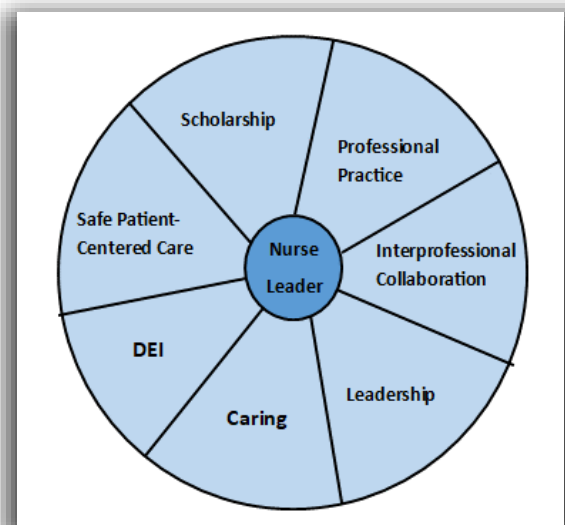 Scholarship
Professional
Practice
Safe Patient-
Centered Care
Nurse
Leader
Interprofessional
Collaboration
DEI
Caring
Leadership